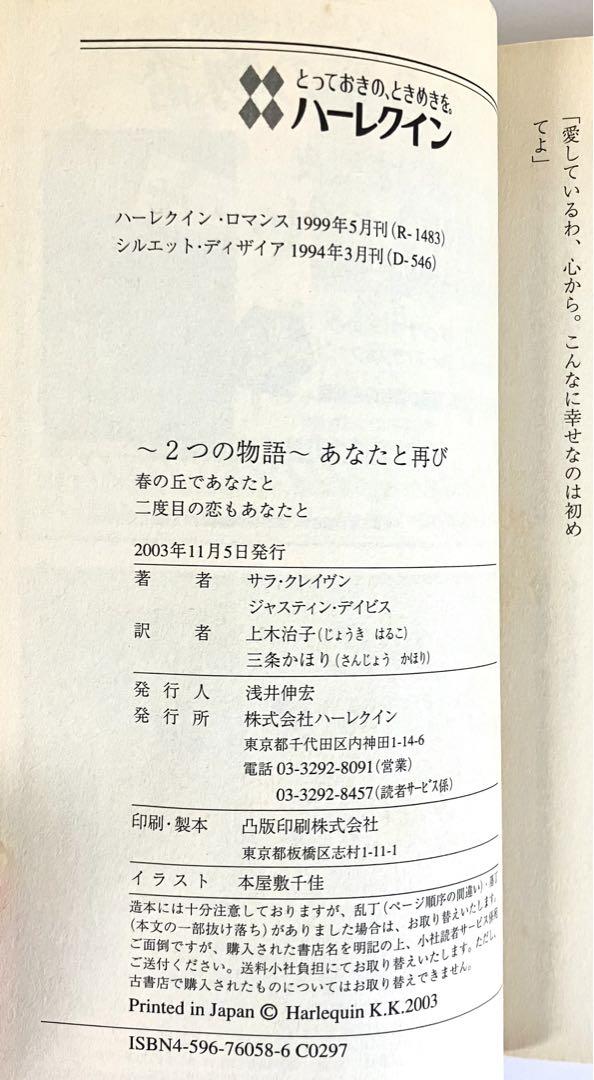 とっておきの、ときめきを。
ハーレクイン
ハーレクイン・ロマンス 1999年5月刊(R-1483)
シルエット・ディザイア 1994年3月刊(D-546)
～2つの物語～ あなたと再び
春の丘であなたと
二度目の恋もあなたと
2003年11月5日発行
著 者 サラ・クレイヴン
ジャスティン・デイビス
訳 者 上木治子(じょうき はるこ)
三条かほり(さんじょう かほり)
発 行 人 浅井伸宏
発 行 所 株式会社ハーレクイン
東京都千代田区内神田1-14-6
電話 03-3292-8091(営業)
03-3292-8457(読者サービス係)
印刷・製本 凸版印刷株式会社
東京都板橋区志村1-11-1
イラスト 本屋敷千佳
造本には十分注意しておりますが、乱丁(ページ順序の間違い)・落丁
(本文の一部抜け落ち)がありました場合は、お取り替えいたします。
ご面倒ですが、購入された書店名を明記の上、小社読者サービス係宛
ご送付ください。送料小社負担にてお取り替えいたします。ただし、
古書店で購入されたものについてはお取り替えできません。
Printed in Japan © Harlequin K.K.2003
ISBN4-596-76058-6 C0297
「愛しているわ、心から。こんなに幸せなのは初め
てよ」